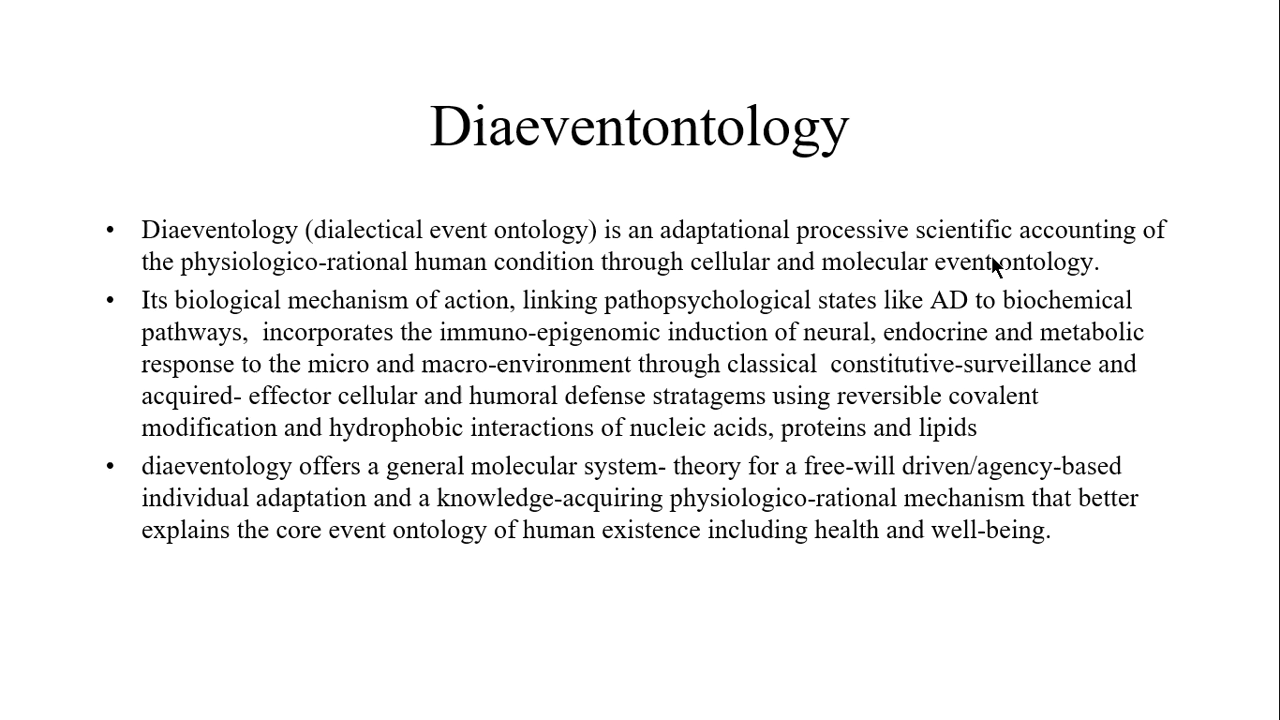 Diaeventontology
• Diaeventology (dialectical event ontology) is an adaptational processive scientific accounting of
the physiologico-rational human condition through cellular and molecular event ontology.
• Its biological mechanism of action, linking pathopsychological states like AD to biochemical
pathways,  incorporates the immuno-epigenomic induction of neural, endocrine and metabolic
response to the micro and macro-environment through classical  constitutive-surveillance and
acquired- effector cellular and humoral defense stratagems using reversible covalent
modification and hydrophobic interactions of nucleic acids, proteins and lipids
• diaeventology offers a general molecular system- theory for a free-will driven/agency-based
individual adaptation and a knowledge-acquiring physiologico-rational mechanism that better
explains the core event ontology of human existence including health and well-being.